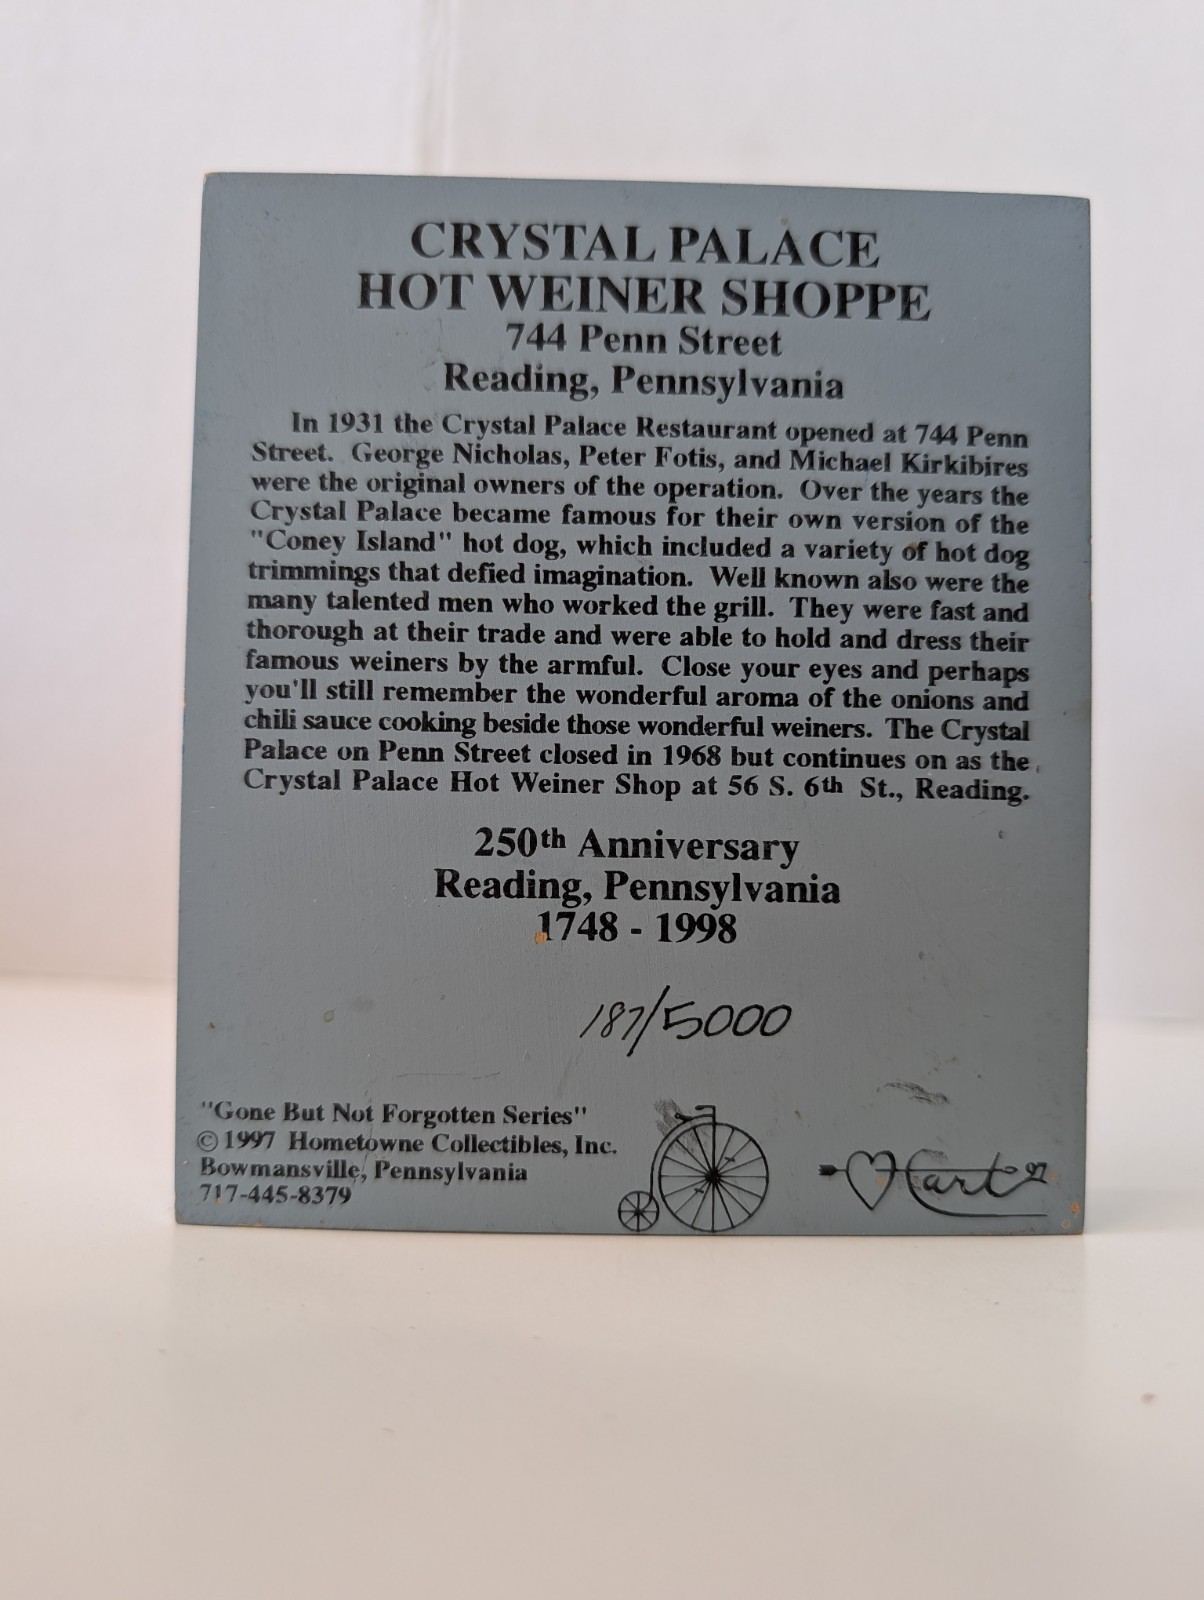 CRYSTAL PALACE
HOT WEINER SHOPPE
744 Penn Street
Reading, Pennsylvania
In 1931 the Crystal Palace Restaurant opened at 744 Penn
Street. George Nicholas, Peter Fotis, and Michael Kirkibires
were the original owners of the operation. Over the years the
Crystal Palace became famous for their own version of the
"Coney Island" hot dog, which included a variety of hot dog
trimmings that defied imagination. Well known also were the
many talented men who worked the grill. They were fast and
thorough at their trade and were able to hold and dress their
famous weiners by the armful. Close your eyes and perhaps
you'll still remember the wonderful aroma of the onions and
chili sauce cooking beside those wonderful weiners. The Crystal
Palace on Penn Street closed in 1968 but continues on as the
Crystal Palace Hot Weiner Shop at 56 S. 6th St., Reading.
250th Anniversary
Reading, Pennsylvania
1748 - 1998
187/5000
"Gone But Not Forgotten Series"
© 1997 Hometowne Collectibles, Inc.
Bowmansville, Pennsylvania
717-445-8379
Hart 97